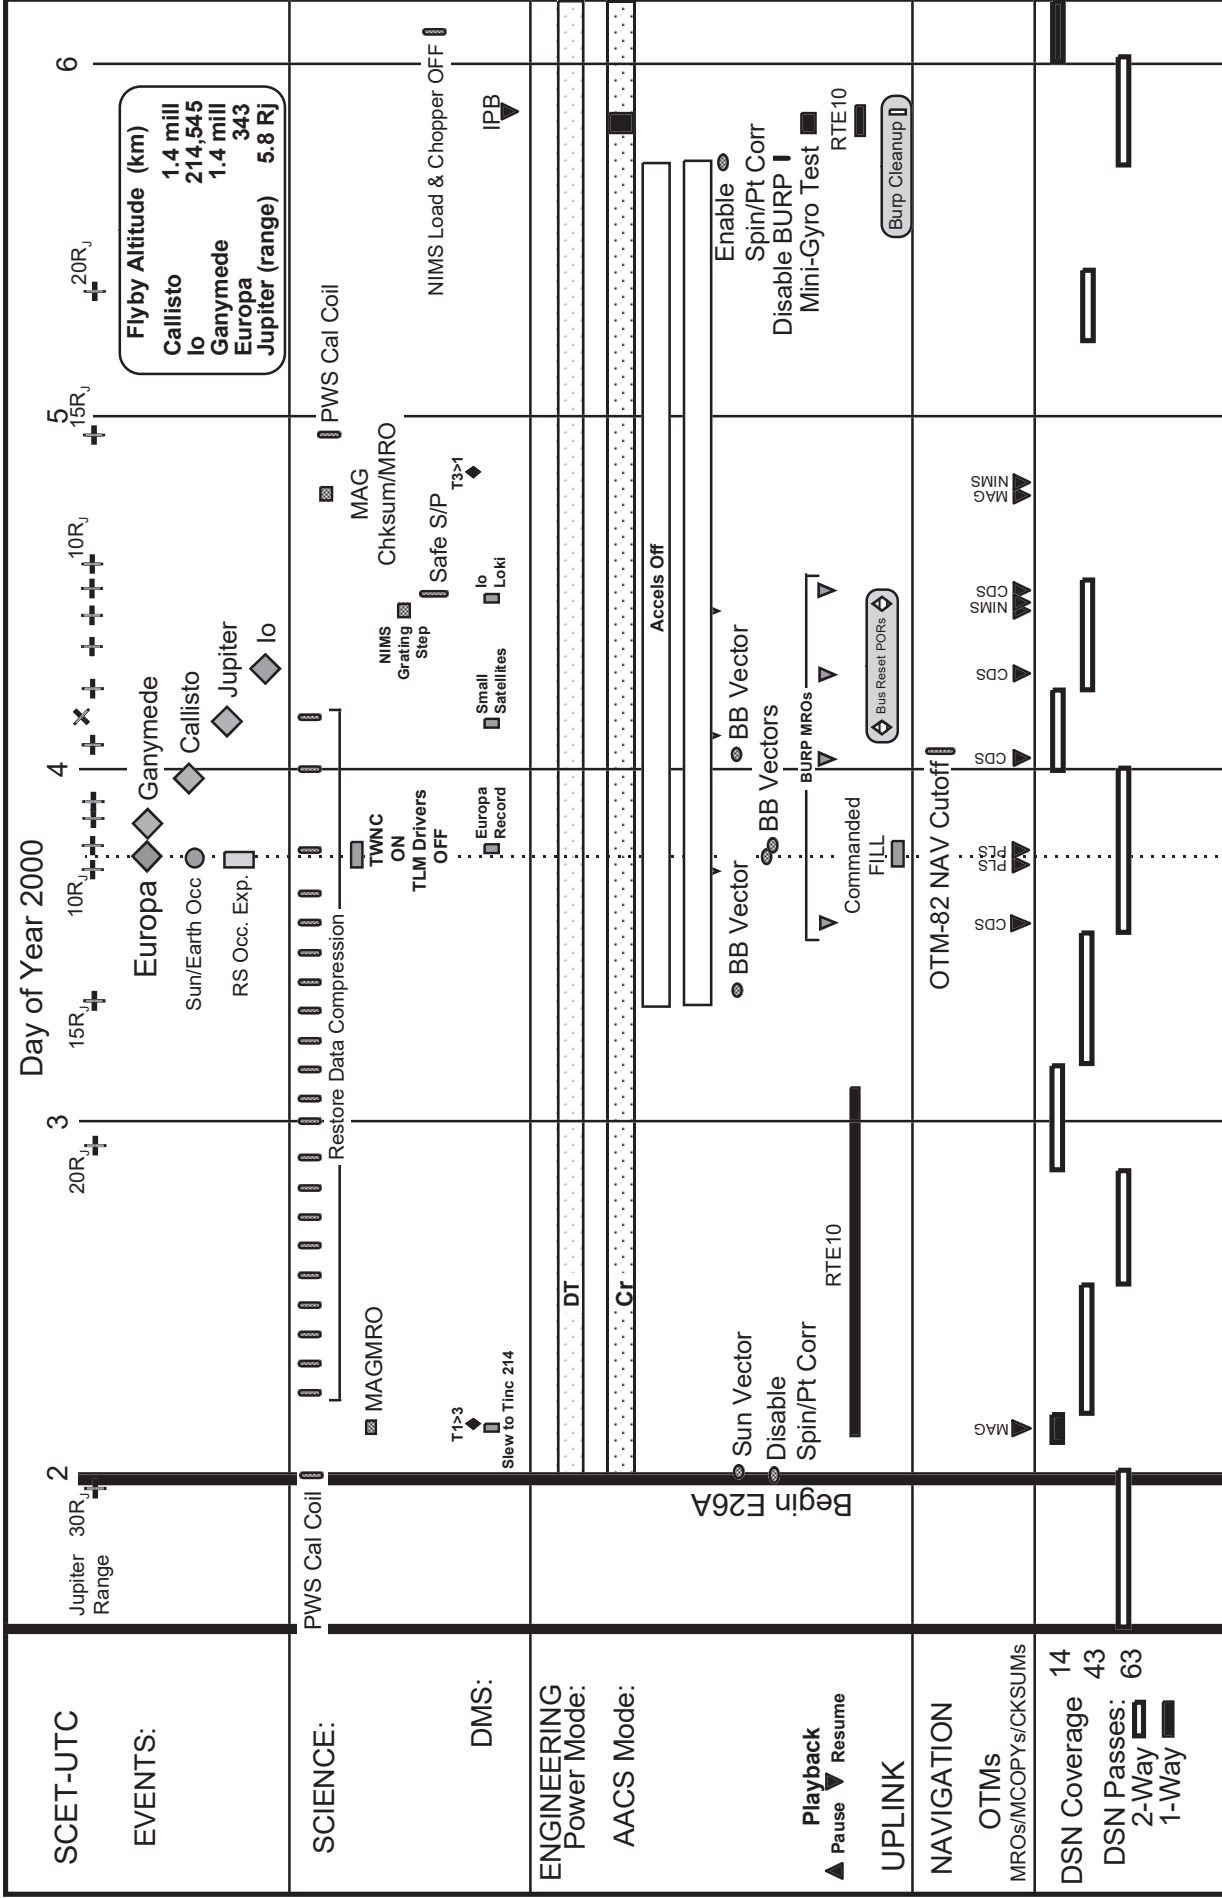 Day of Year 2000
SCET-UTC
2
3
4
5
6
Jupiter
Range
30RJ
20RJ
15RJ
10RJ
10RJ
15RJ
20RJ
EVENTS:
Europa
Ganymede
Sun/Earth Occ
Callisto
RS Occ. Exp.
Jupiter
Io
Flyby Altitude (km)
Callisto 1.4 mill
Io 214,545
Ganymede 1.4 mill
Europa 343
Jupiter (range) 5.8 Rj
SCIENCE:
PWS Cal Coil
PWS Cal Coil
Restore Data Compression
MAGMRO
TWNC
ON
TLM Drivers
OFF
MAG
Chksum/MRO
NIMS
Grating
Step
Safe S/P
NIMS Load & Chopper OFF
DMS:
T1>3
Slew to Tinc 214
Europa
Record
Small
Satellites
Io
Loki
T3>1
IPB
ENGINEERING
Power Mode:
DT
AACS Mode:
Cr
Accels Off
Begin E26A
Sun Vector
Disable
Spin/Pt Corr
BB Vector
BB Vector
BB Vectors
Enable
Spin/Pt Corr
Disable BURP
Mini-Gyro Test
BURP MROs
Playback
Pause Resume
RTE10
RTE10
Commanded
FILL
Bus Reset PORs
Burp Cleanup
UPLINK
NAVIGATION
OTM-82 NAV Cutoff
OTMs
MROs/MCOPYs/CKSUMs
MAG
CDS
PLS
PLS
CDS
CDS
NIMS
CDS
MAG
NIMS
DSN Coverage 14
43
DSN Passes: 63
2-Way
1-Way